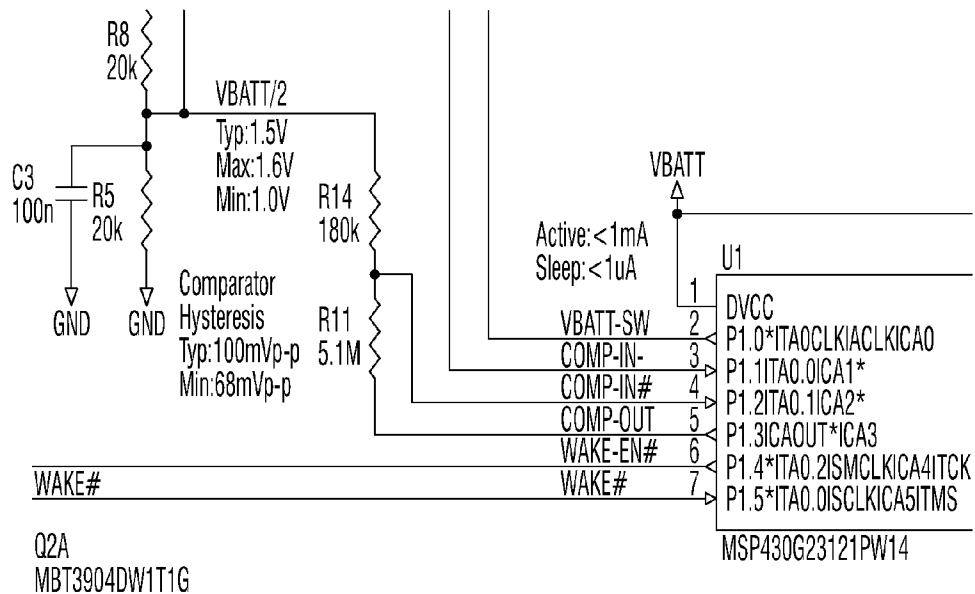 R8
20k
VBATT/2
Typ:1.5V
Max:1.6V
Min:1.0V
C3
100n
R5
20k
R14
180k
GND
GND
Comparator
Hysteresis
Typ:100mVp-p
Min:68mVp-p
R11
5.1M
VBATT
Active:<1mA
Sleep:<1uA
U1
1
DVCC
VBATT-SW 2 P1.0*ITA0CLKIACLKICA0
COMP-IN- 3 P1.1ITA0.0ICA1*
COMP-IN# 4 P1.2ITA0.1ICA2*
COMP-OUT 5 P1.3ICAOUT*ICA3
WAKE-EN# 6 P1.4*ITA0.2ISMCLKICA4ITCK
WAKE# WAKE# 7 P1.5*ITA0.0ISCLKICA5ITMS
MSP430G23121PW14
Q2A
MBT3904DW1T1G